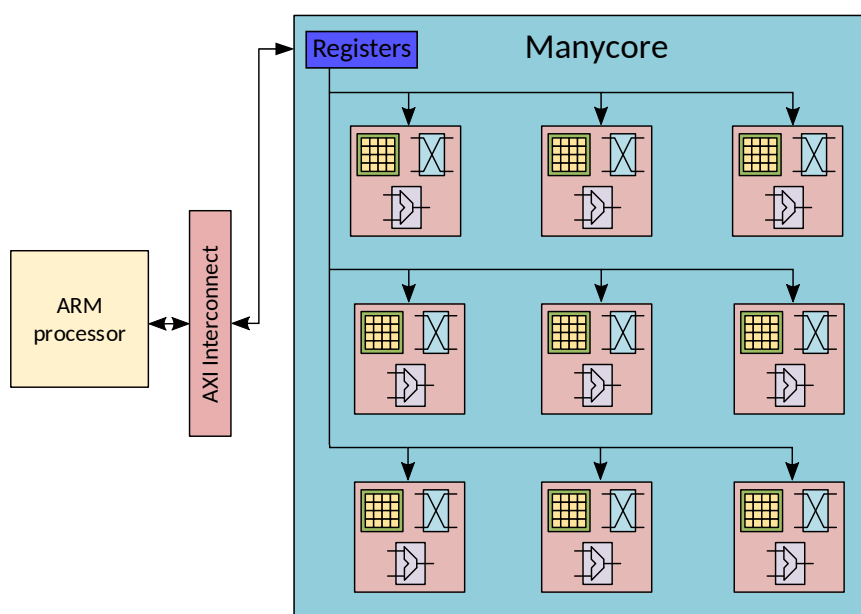 Registers
Manycore
ARM
processor
AXI Interconnect